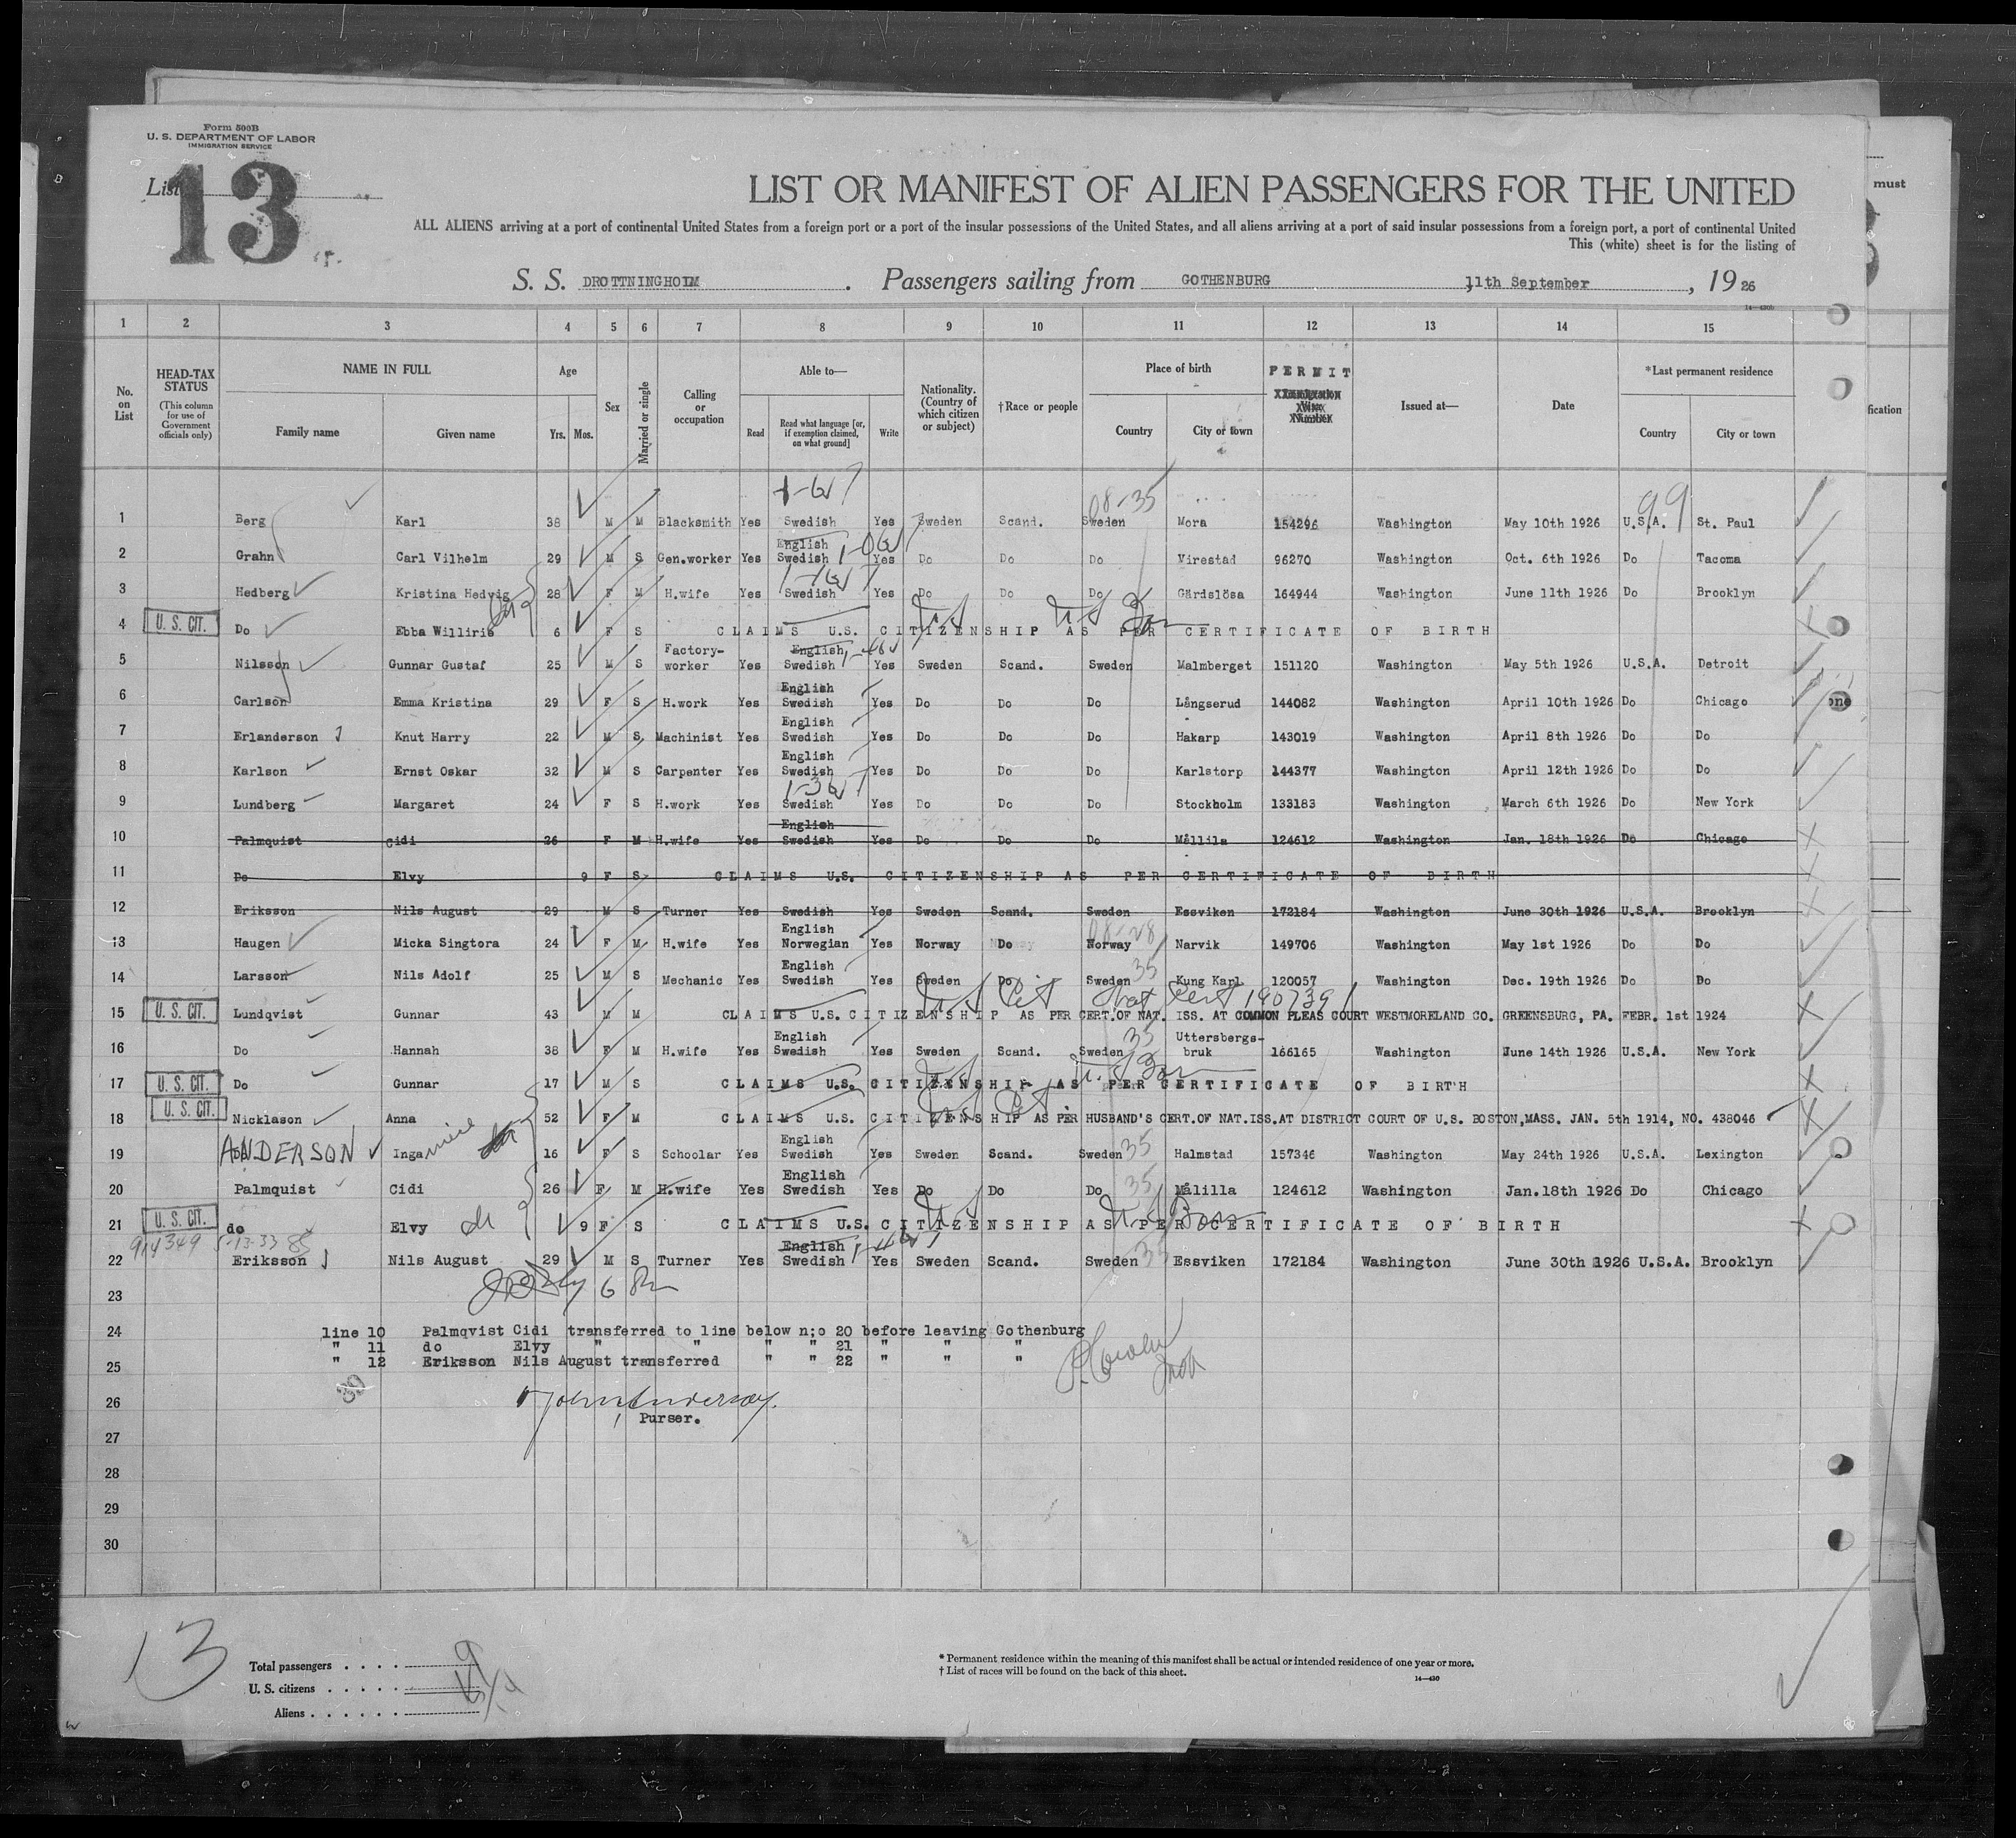 Form 500B
U. S. DEPARTMENT OF LABOR
IMMIGRATION SERVICE
List 13
LIST OR MANIFEST OF ALIEN PASSENGERS FOR THE UNITED
ALL ALIENS arriving at a port of continental United States from a foreign port or a port of the insular possessions of the United States, and all aliens arriving at a port of said insular possessions from a foreign port, a port of continental United
This (white) sheet is for the listing of
must
S. S. DROTTNINGHOLM. Passengers sailing from GOTHENBURG 11th September, 1926
14-430b
1 2 3 4 5 6 7 8 9 10 11 12 13 14 15
No. on List
HEAD-TAX STATUS (This column for use of Government officials only)
NAME IN FULL Family name Given name
Age Yrs. Mos.
Sex
Married or single
Calling or occupation
Able to— Read Read what language [or, if exemption claimed, on what ground] Write
Nationality. (Country of which citizen or subject)
†Race or people
Place of birth Country City or town
PERMIT
Issued at—
Date
*Last permanent residence Country City or town
fication
08-35 99
1 Berg Karl 38 M M Blacksmith Yes Swedish Yes Sweden Scand. Sweden Mora 154296 Washington May 10th 1926 U.S.A. St. Paul
2 Grahn Carl Vilhelm 29 M S Gen.worker Yes English Swedish Yes Do Do Do Virestad 96270 Washington Oct. 6th 1926 Do Tacoma
3 Hedberg Kristina Hedvig 28 F M H.wife Yes Swedish Yes Do Do Do Gärdslösa 164944 Washington June 11th 1926 Do Brooklyn
4 U. S. CIT. Do Ebba Willirie 6 F S CLAIMS U.S. CITIZENSHIP AS PER CERTIFICATE OF BIRTH
5 Nilsson Gunnar Gustaf 25 M S Factory-worker Yes English Swedish Yes Sweden Scand. Sweden Malmberget 151120 Washington May 5th 1926 U.S.A. Detroit
6 Carlson Emma Kristina 29 F S H.work Yes English Swedish Yes Do Do Do Långserud 144082 Washington April 10th 1926 Do Chicago
7 Erlanderson Knut Harry 22 M S Machinist Yes English Swedish Yes Do Do Do Hakarp 143019 Washington April 8th 1926 Do Do
8 Karlson Ernst Oskar 32 M S Carpenter Yes English Swedish Yes Do Do Do Karlstorp 144377 Washington April 12th 1926 Do Do
9 Lundberg Margaret 24 F S H.work Yes Swedish Yes Do Do Do Stockholm 133183 Washington March 6th 1926 Do New York
10 Palmquist Cidi 26 F M H.wife Yes English Swedish Yes Do Do Do Mållila 124612 Washington Jan. 18th 1926 Do Chicago
11 Do Elvy 9 F S CLAIMS U.S. CITIZENSHIP AS PER CERTIFICATE OF BIRTH
12 Eriksson Nils August 29 M S Turner Yes Swedish Yes Sweden Scand. Sweden Essviken 172184 Washington June 30th 1926 U.S.A. Brooklyn
13 Haugen Micka Singtora 24 F M H.wife Yes English Norwegian Yes Norway Do Norway Narvik 149706 Washington May 1st 1926 Do Do
14 Larsson Nils Adolf 25 M S Mechanic Yes English Swedish Yes Sweden Do Sweden 35 Kung Karl 120057 Washington Dec. 19th 1926 Do Do
US Cit Nat Cert 190739
15 U. S. CIT. Lundqvist Gunnar 43 M M CLAIMS U.S. CITIZENSHIP AS PER CERT.OF NAT. ISS. AT COMMON PLEAS COURT WESTMORELAND CO. GREENSBURG, PA. FEBR. 1st 1924
16 Do Hannah 38 F M H.wife Yes English Swedish Yes Sweden Scand. Sweden 35 Uttersbergs-bruk 166165 Washington June 14th 1926 U.S.A. New York
17 U. S. CIT. Do Gunnar 17 M S CLAIMS U.S. CITIZENSHIP AS PER CERTIFICATE OF BIRTH
18 U. S. CIT. Nicklason Anna 52 F M CLAIMS U.S. CITIZENSHIP AS PER HUSBAND'S CERT.OF NAT.ISS.AT DISTRICT COURT OF U.S. BOSTON,MASS. JAN. 5th 1914, NO. 438046
19 ANDERSON Inga niece 16 F S Schoolar Yes English Swedish Yes Sweden Scand. Sweden 35 Halmstad 157346 Washington May 24th 1926 U.S.A. Lexington
20 Palmquist Cidi 26 F M H.wife Yes English Swedish Yes Do Do Do 35 Målilla 124612 Washington Jan.18th 1926 Do Chicago
21 U. S. CIT. do Elvy 9 F S CLAIMS U.S. CITIZENSHIP AS PER CERTIFICATE OF BIRTH
914349 5-13-33
22 Eriksson Nils August 29 M S Turner Yes English Swedish Yes Sweden Scand. Sweden 35 Essviken 172184 Washington June 30th 1926 U.S.A. Brooklyn
23
24 line 10 Palmqvist Cidi transferred to line below n:o 20 before leaving Gothenburg
" 11 do Elvy " " " " 21 " " "
25 " 12 Eriksson Nils August transferred " " 22 " " "
26 John Anderson
Purser.
27
28
29
30
13
Total passengers
U. S. citizens
Aliens
* Permanent residence within the meaning of this manifest shall be actual or intended residence of one year or more.
† List of races will be found on the back of this sheet.
14—430